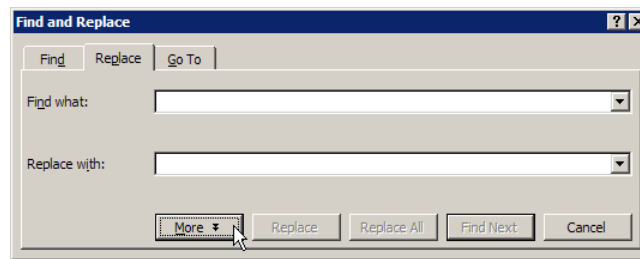 Find and Replace
Find Replace Go To
Find what:
Replace with:
More Replace Replace All Find Next Cancel